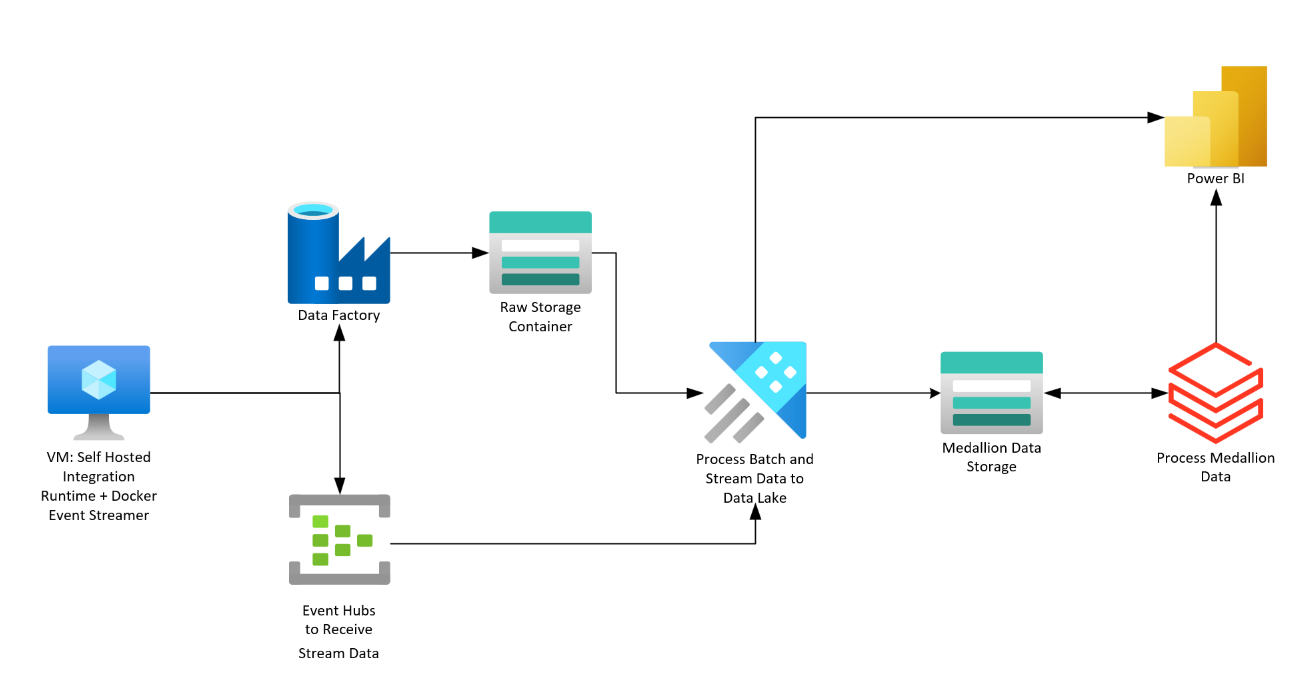 Power BI
Data Factory
Raw Storage
Container
VM: Self Hosted
Integration
Runtime + Docker
Event Streamer
Process Batch and
Stream Data to
Data Lake
Medallion Data
Storage
Process Medallion
Data
Event Hubs
to Receive
Stream Data